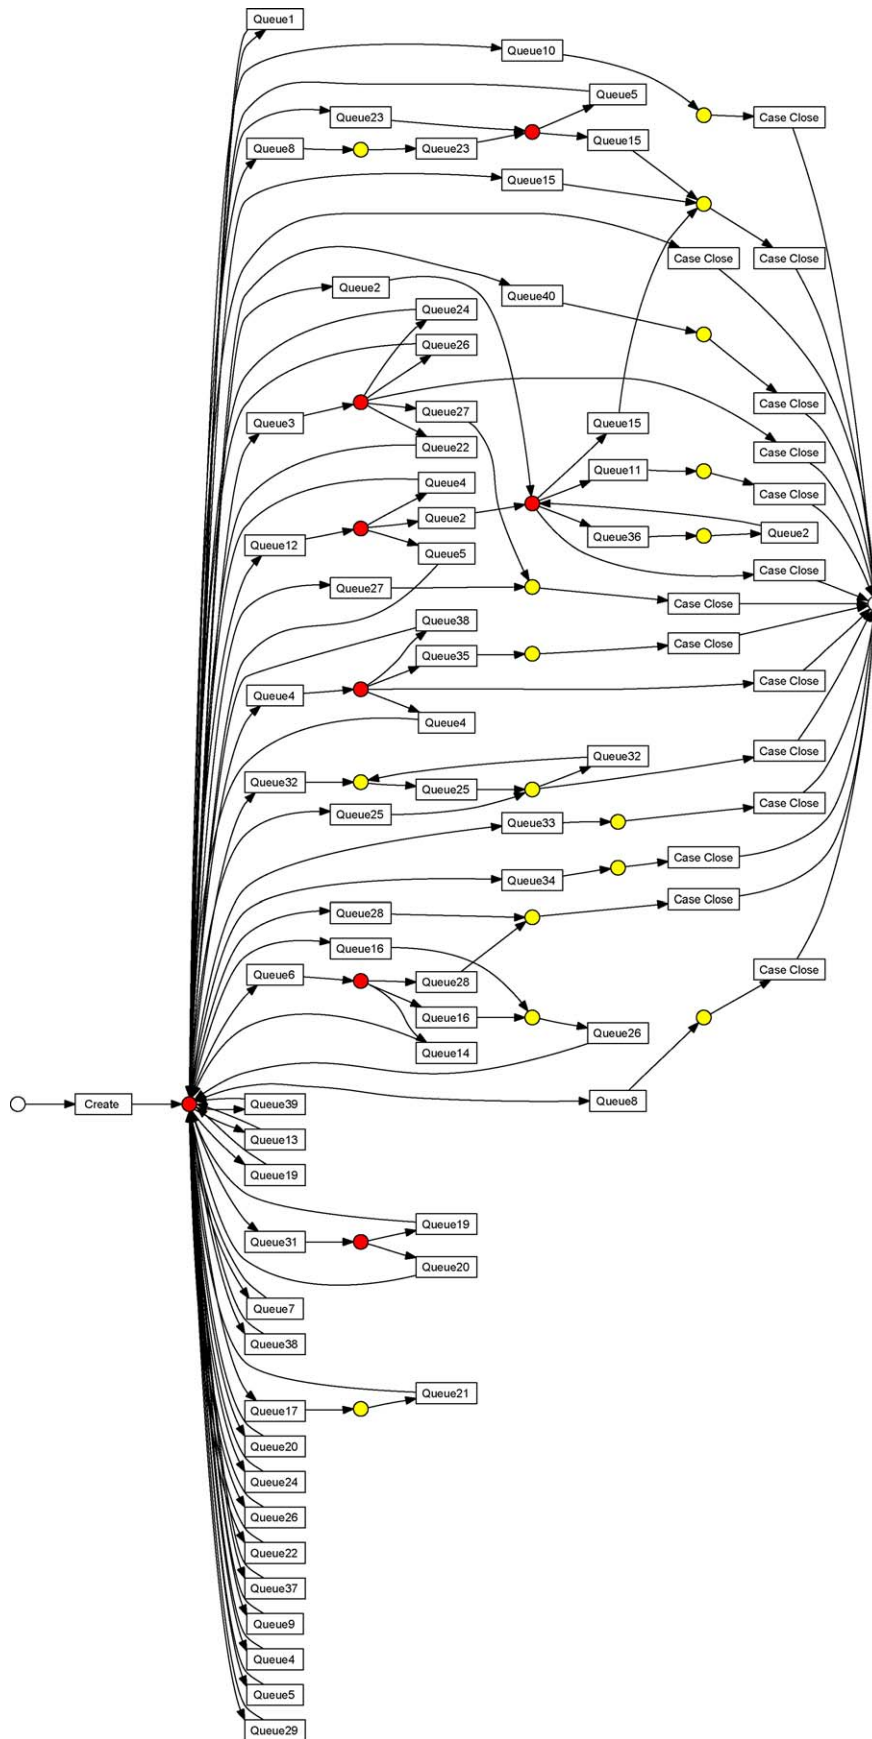 Queue1
Queue10
Queue5
Queue23
Case Close
Queue15
Queue8
Queue23
Queue15
Case Close
Case Close
Queue2
Queue40
Queue24
Queue26
Case Close
Queue27
Queue3
Queue15
Queue22
Case Close
Queue11
Queue4
Case Close
Queue2
Queue2
Queue36
Queue12
Queue5
Case Close
Queue27
Case Close
Queue38
Case Close
Queue35
Case Close
Queue4
Queue4
Case Close
Queue32
Queue32
Queue25
Case Close
Queue25
Queue33
Case Close
Queue34
Case Close
Queue28
Queue16
Case Close
Queue6
Queue28
Queue16
Queue26
Queue14
Queue8
Create
Queue39
Queue13
Queue19
Queue19
Queue31
Queue20
Queue7
Queue38
Queue21
Queue17
Queue20
Queue24
Queue26
Queue22
Queue37
Queue9
Queue4
Queue5
Queue29